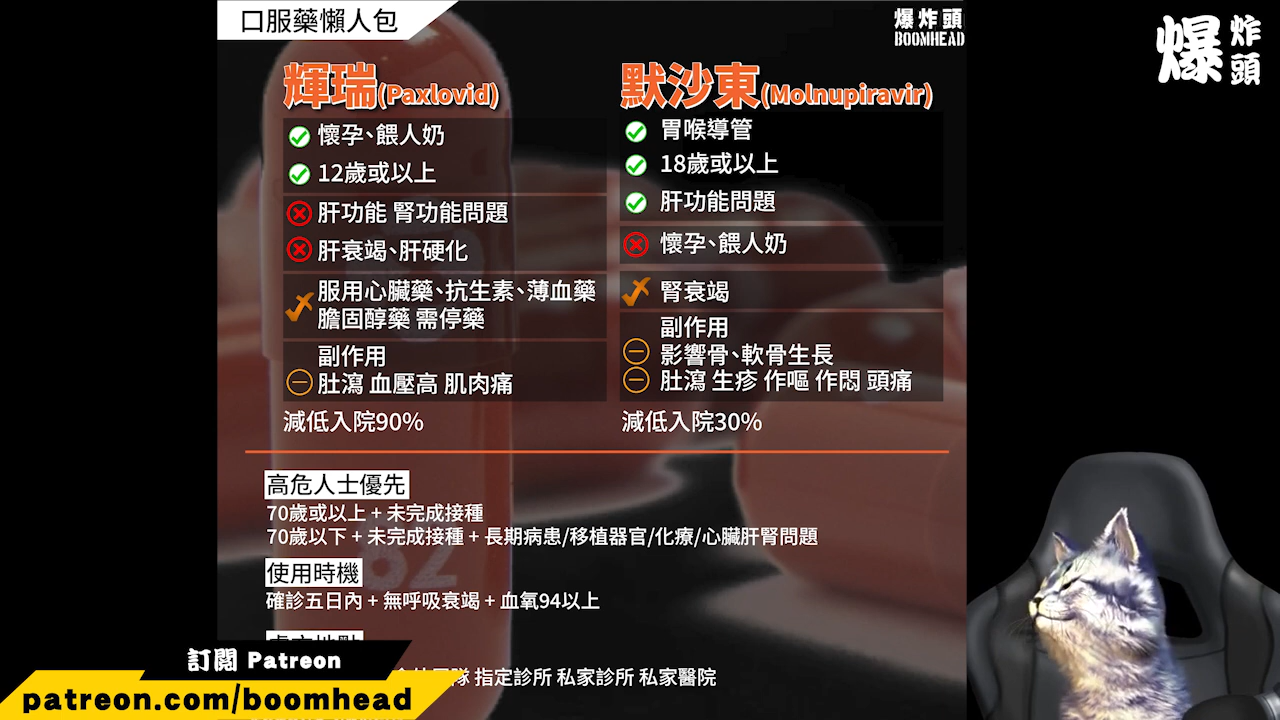 口服藥懶人包
爆炸頭
BOOMHEAD
爆炸頭
輝瑞(Paxlovid)
懷孕、餵人奶
12歲或以上
肝功能 腎功能問題
肝衰竭、肝硬化
服用心臟藥、抗生素、薄血藥
膽固醇藥 需停藥
副作用
肚瀉 血壓高 肌肉痛
減低入院90%
默沙東(Molnupiravir)
胃喉導管
18歲或以上
肝功能問題
懷孕、餵人奶
腎衰竭
副作用
影響骨、軟骨生長
肚瀉 生疹 作嘔 作悶 頭痛
減低入院30%
高危人士優先
70歲或以上 + 未完成接種
70歲以下 + 未完成接種 + 長期病患/移植器官/化療/心臟肝腎問題
使用時機
確診五日內 + 無呼吸衰竭 + 血氧94以上
隊 指定診所 私家診所 私家醫院
訂閱 Patreon
patreon.com/boomhead